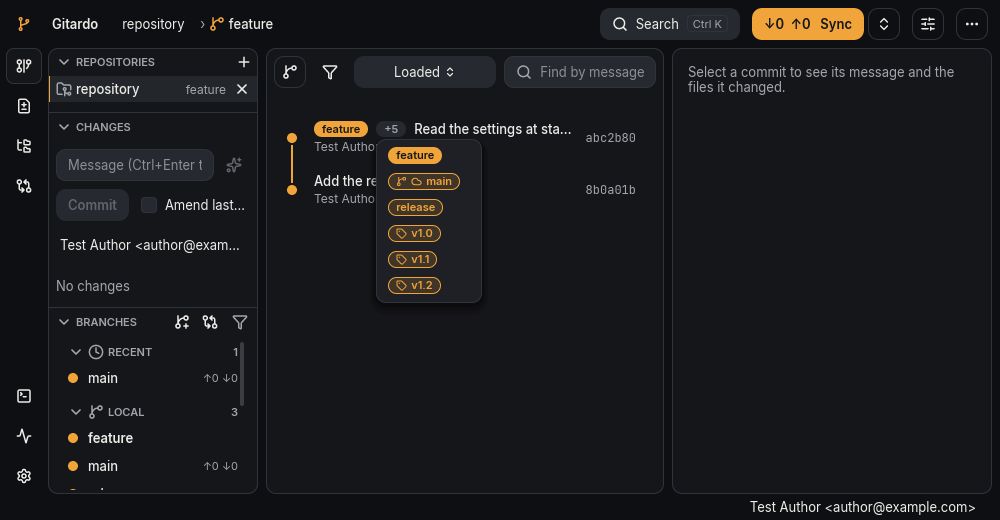 Gitardo repository › feature Search Ctrl K ↓0 ↑0 Sync
REPOSITORIES
repository feature
CHANGES
Message (Ctrl+Enter t
Commit Amend last...
Test Author <author@exam...
No changes
BRANCHES
RECENT 1
main ↑0 ↓0
LOCAL 3
feature
main ↑0 ↓0
Loaded Find by message
feature +5 Read the settings at sta... abc2b80
Test Autho
Add the re 8b0a01b
Test Autho
feature
main
release
v1.0
v1.1
v1.2
Select a commit to see its message and the
files it changed.
Test Author <author@example.com>